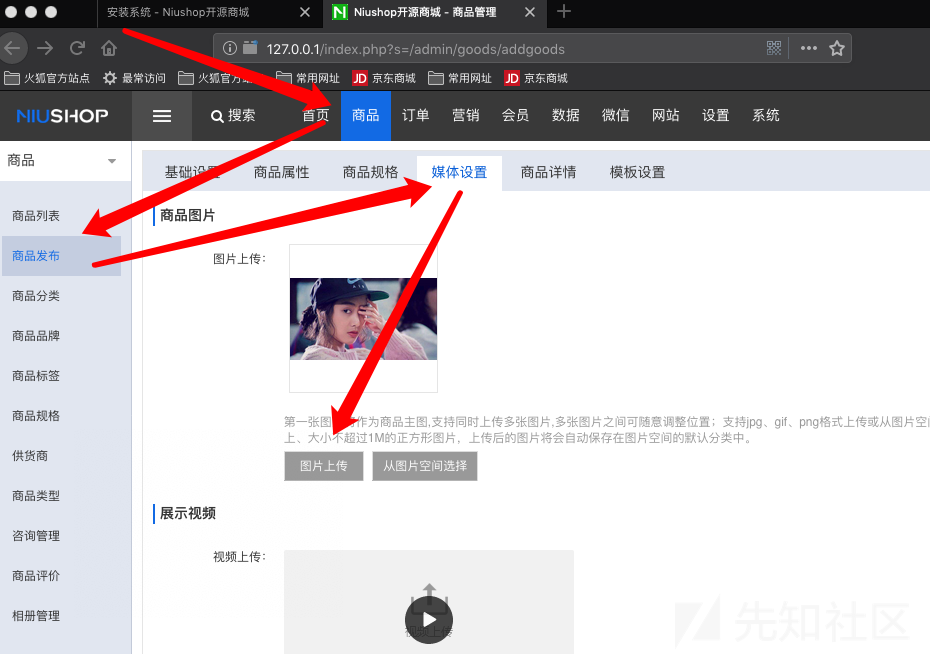 安装系统 - Niushop开源商城
Niushop开源商城 - 商品管理
127.0.0.1/index.php?s=/admin/goods/addgoods
火狐官方站点 最常访问 火狐官方站 常用网址 JD 京东商城 常用网址 JD 京东商城
NIUSHOP 搜索 首页 商品 订单 营销 会员 数据 微信 网站 设置 系统
商品
基础设置 商品属性 商品规格 媒体设置 商品详情 模板设置
商品列表
商品发布
商品分类
商品品牌
商品标签
商品规格
供货商
商品类型
咨询管理
商品评价
相册管理
商品图片
图片上传：
第一张图 作为商品主图,支持同时上传多张图片,多张图片之间可随意调整位置；支持jpg、gif、png格式上传或从图片空
上、大小不超过1M的正方形图片，上传后的图片将会自动保存在图片空间的默认分类中。
图片上传 从图片空间选择
展示视频
视频上传：
视频上传
先知社区